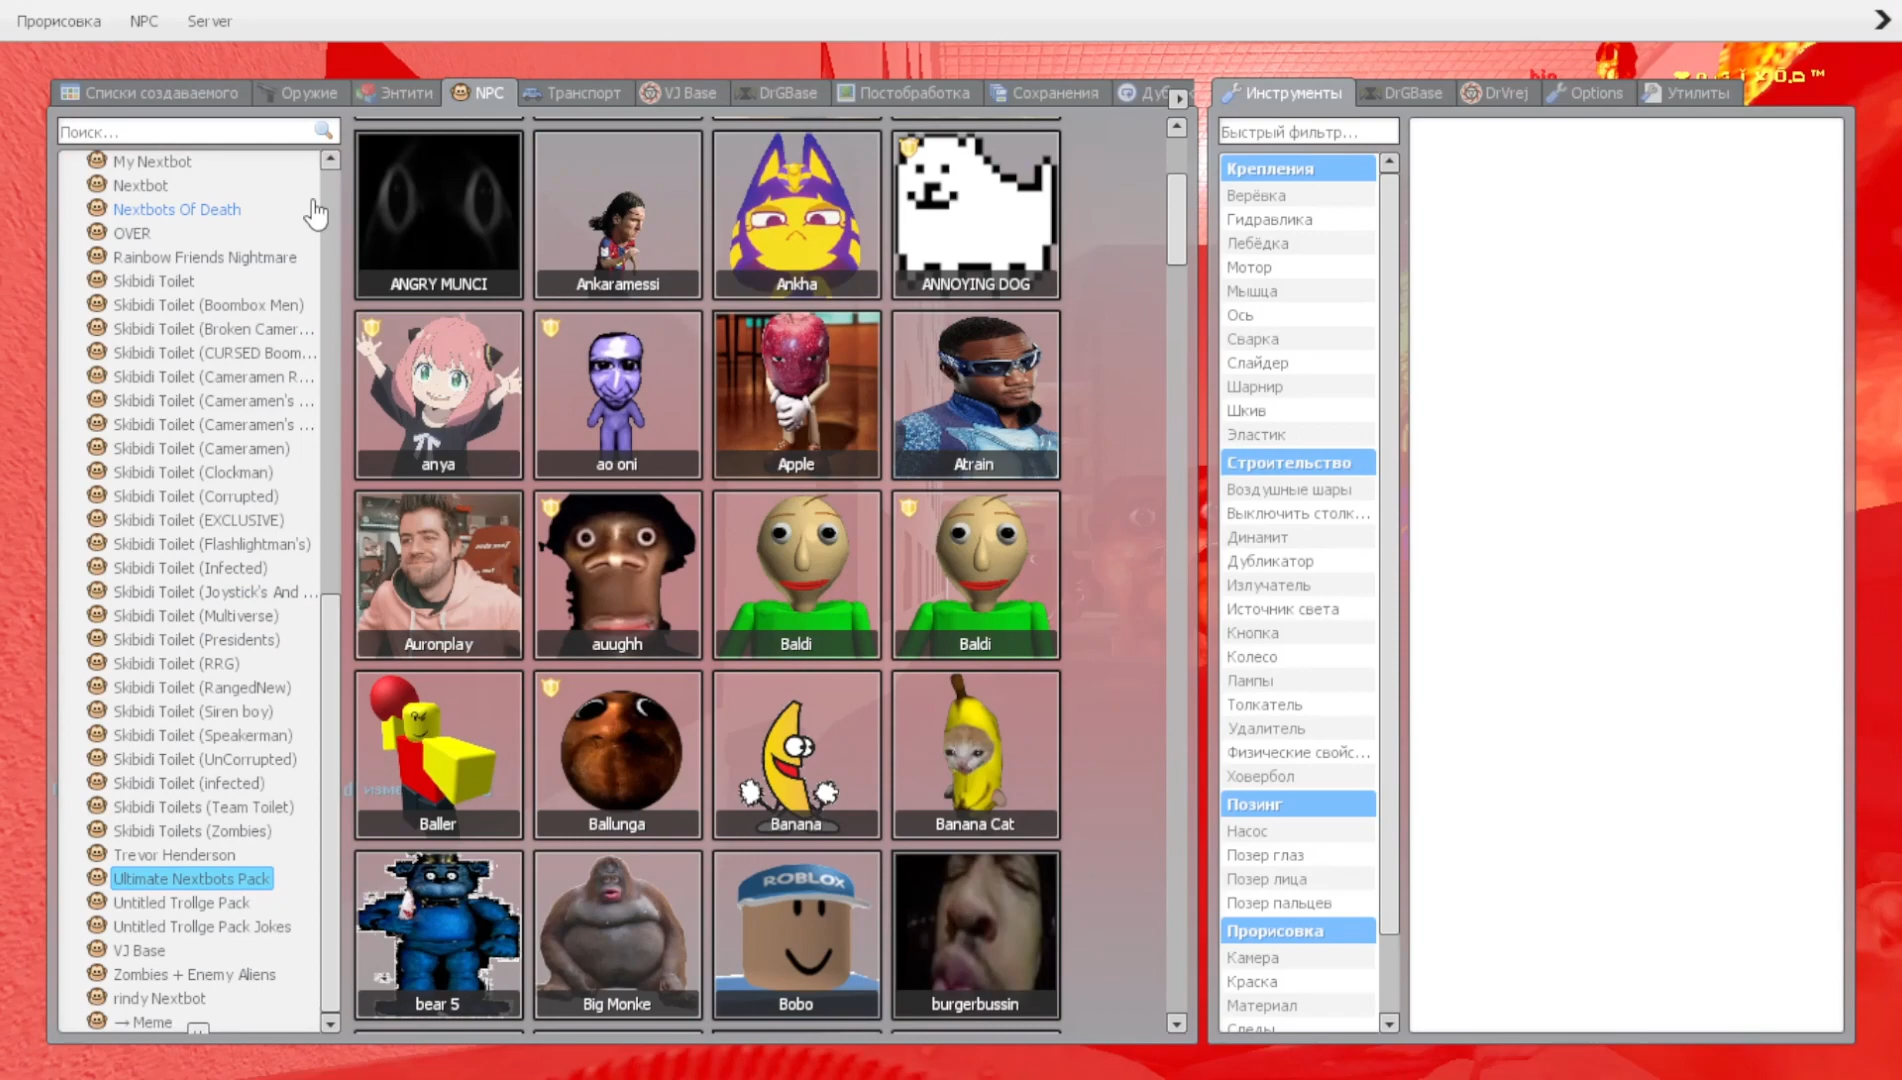 Прорисовка NPC Server
Списки создаваемого Оружие Энтити NPC Транспорт VJ Base DrGBase Постобработка Сохранения
Поиск...
My Nextbot
Nextbot
Nextbots Of Death
OVER
Rainbow Friends Nightmare
Skibidi Toilet
Skibidi Toilet (Boombox Men)
Skibidi Toilet (Broken Camer...
Skibidi Toilet (CURSED Boom...
Skibidi Toilet (Cameramen R...
Skibidi Toilet (Cameramen's ...
Skibidi Toilet (Cameramen's ...
Skibidi Toilet (Cameramen)
Skibidi Toilet (Clockman)
Skibidi Toilet (Corrupted)
Skibidi Toilet (EXCLUSIVE)
Skibidi Toilet (Flashlightman's)
Skibidi Toilet (Infected)
Skibidi Toilet (Joystick's And ...
Skibidi Toilet (Multiverse)
Skibidi Toilet (Presidents)
Skibidi Toilet (RRG)
Skibidi Toilet (RangedNew)
Skibidi Toilet (Siren boy)
Skibidi Toilet (Speakerman)
Skibidi Toilet (UnCorrupted)
Skibidi Toilet (infected)
Skibidi Toilets (Team Toilet)
Skibidi Toilets (Zombies)
Trevor Henderson
Ultimate Nextbots Pack
Untitled Trollge Pack
Untitled Trollge Pack Jokes
VJ Base
Zombies + Enemy Aliens
rindy Nextbot
→ Meme
ANGRY MUNCI Ankaramessi Ankha ANNOYING DOG
anya ao oni Apple Atrain
Auronplay auughh Baldi Baldi
Baller Ballunga Banana Banana Cat
ROBLOX
bear 5 Big Monke Bobo burgerbussin
Инструменты DrGBase DrVrej Options Утилиты
Быстрый фильтр...
Крепления
Верёвка
Гидравлика
Лебёдка
Мотор
Мышца
Ось
Сварка
Слайдер
Шарнир
Шкив
Эластик
Строительство
Воздушные шары
Выключить столк...
Динамит
Дубликатор
Излучатель
Источник света
Кнопка
Колесо
Лампы
Толкатель
Удалитель
Физические свойс...
Ховербол
Позинг
Насос
Позер глаз
Позер лица
Позер пальцев
Прорисовка
Камера
Краска
Материал
Следы